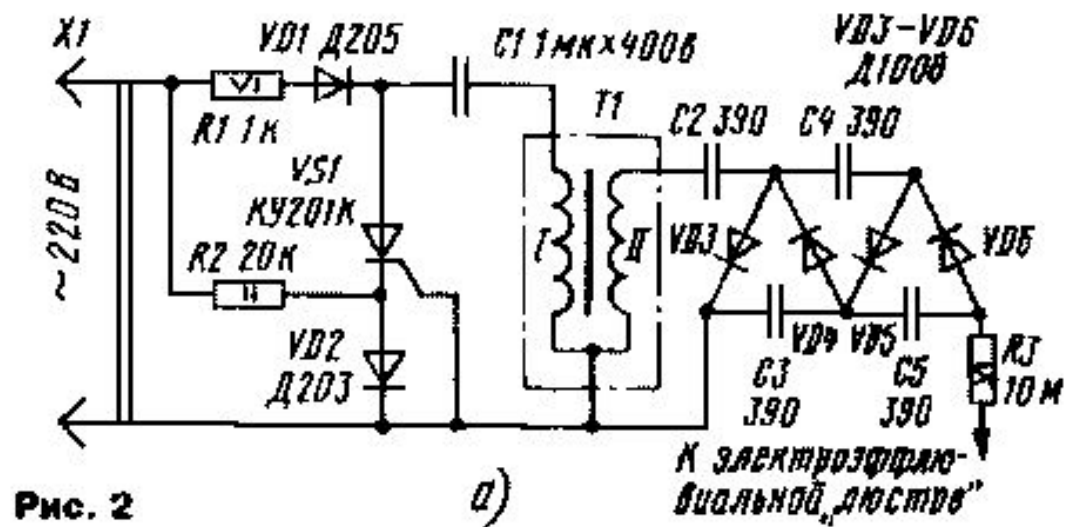 X1
VD1 Д205
C1 1мк×400в
VD3-VD6
Д1008
R1 1к
T1
C2 390
C4 390
VS1
КУ201К
~220В
R2 20к
I
II
VD3
VD6
VD2
Д203
VD4
VD5
C3
390
C5
390
R3
10м
К электроэффлю-
виальной „люстре"
Рис. 2
а)